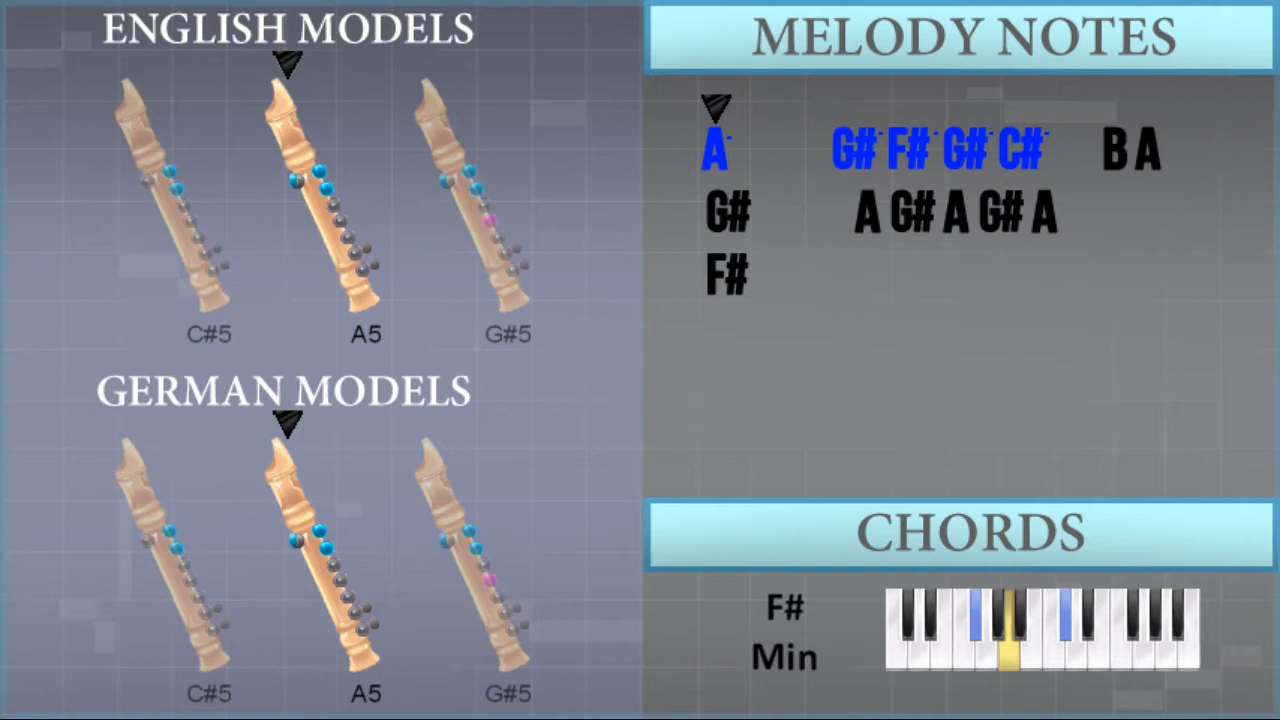 ENGLISH MODELS
C#5 A5 G#5
GERMAN MODELS
C#5 A5 G#5
MELODY NOTES
A- G#- F#- G#- C#- B A
G# A G# A G# A
F#
CHORDS
F#
Min